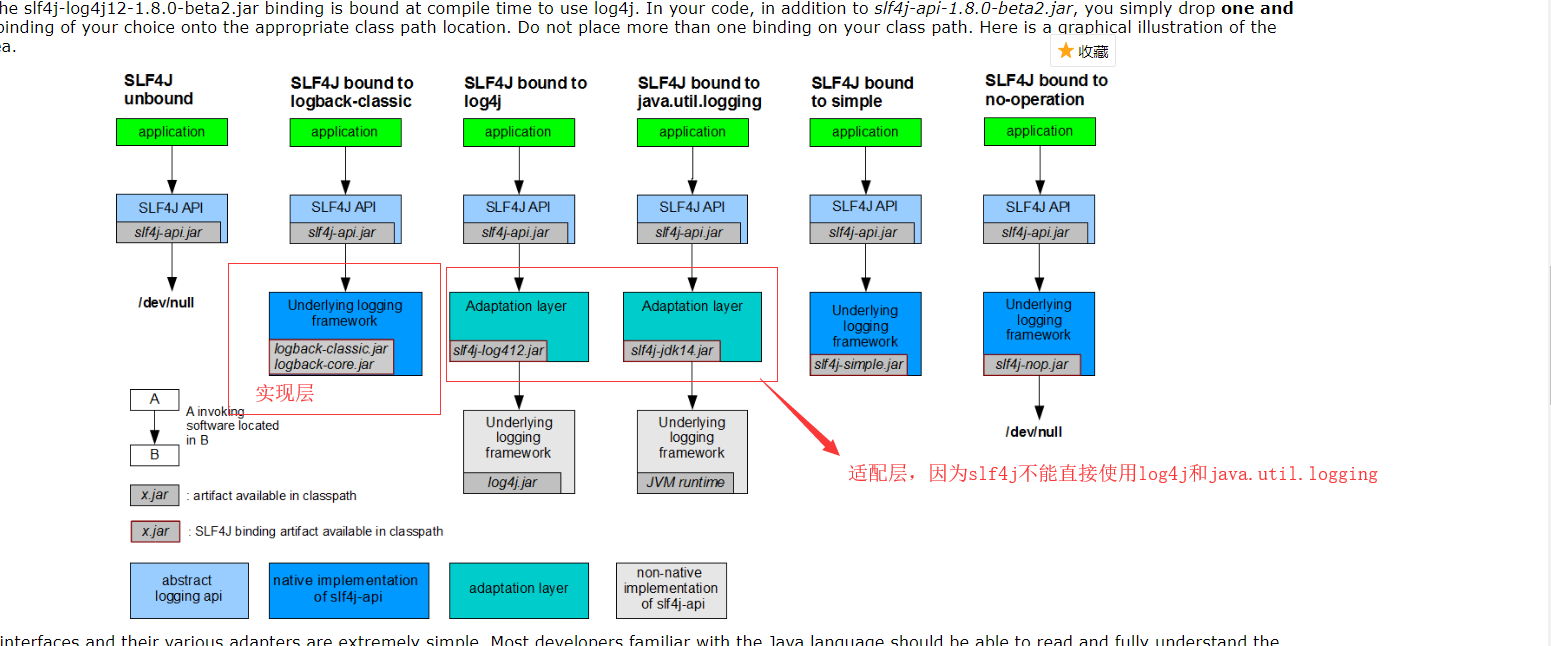 he slf4j-log4j12-1.8.0-beta2.jar binding is bound at compile time to use log4j. In your code, in addition to slf4j-api-1.8.0-beta2.jar, you simply drop one and
binding of your choice onto the appropriate class path location. Do not place more than one binding on your class path. Here is a graphical illustration of the
ea.
收藏
SLF4J
unbound
SLF4J bound to
logback-classic
SLF4J bound to
log4j
SLF4J bound to
java.util.logging
SLF4J bound
to simple
SLF4J bound to
no-operation
application
application
application
application
application
application
SLF4J API
slf4j-api.jar
SLF4J API
slf4j-api.jar
SLF4J API
slf4j-api.jar
SLF4J API
slf4j-api.jar
SLF4J API
slf4j-api.jar
SLF4J API
slf4j-api.jar
/dev/null
Underlying logging
framework
logback-classic.jar
logback-core.jar
实现层
Adaptation layer
slf4j-log412.jar
Adaptation layer
slf4j-jdk14.jar
Underlying
logging
framework
slf4j-simple.jar
Underlying
logging
framework
slf4j-nop.jar
A
B
A invoking
software located
in B
Underlying
logging
framework
log4j.jar
Underlying
logging
framework
JVM runtime
/dev/null
适配层，因为slf4j不能直接使用log4j和java.util.logging
x.jar : artifact available in classpath
x.jar : SLF4J binding artifact available in classpath
abstract
logging api
native implementation
of slf4j-api
adaptation layer
non-native
implementation
of slf4j-api
interfaces and their various adapters are extremely simple. Most developers familiar with the Java language should be able to read and fully understand the